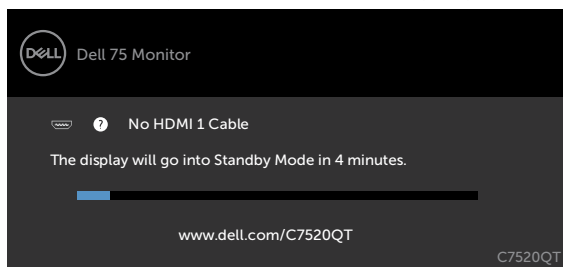 DELL
Dell 75 Monitor
? No HDMI 1 Cable
The display will go into Standby Mode in 4 minutes.
www.dell.com/C7520QT
C7520QT